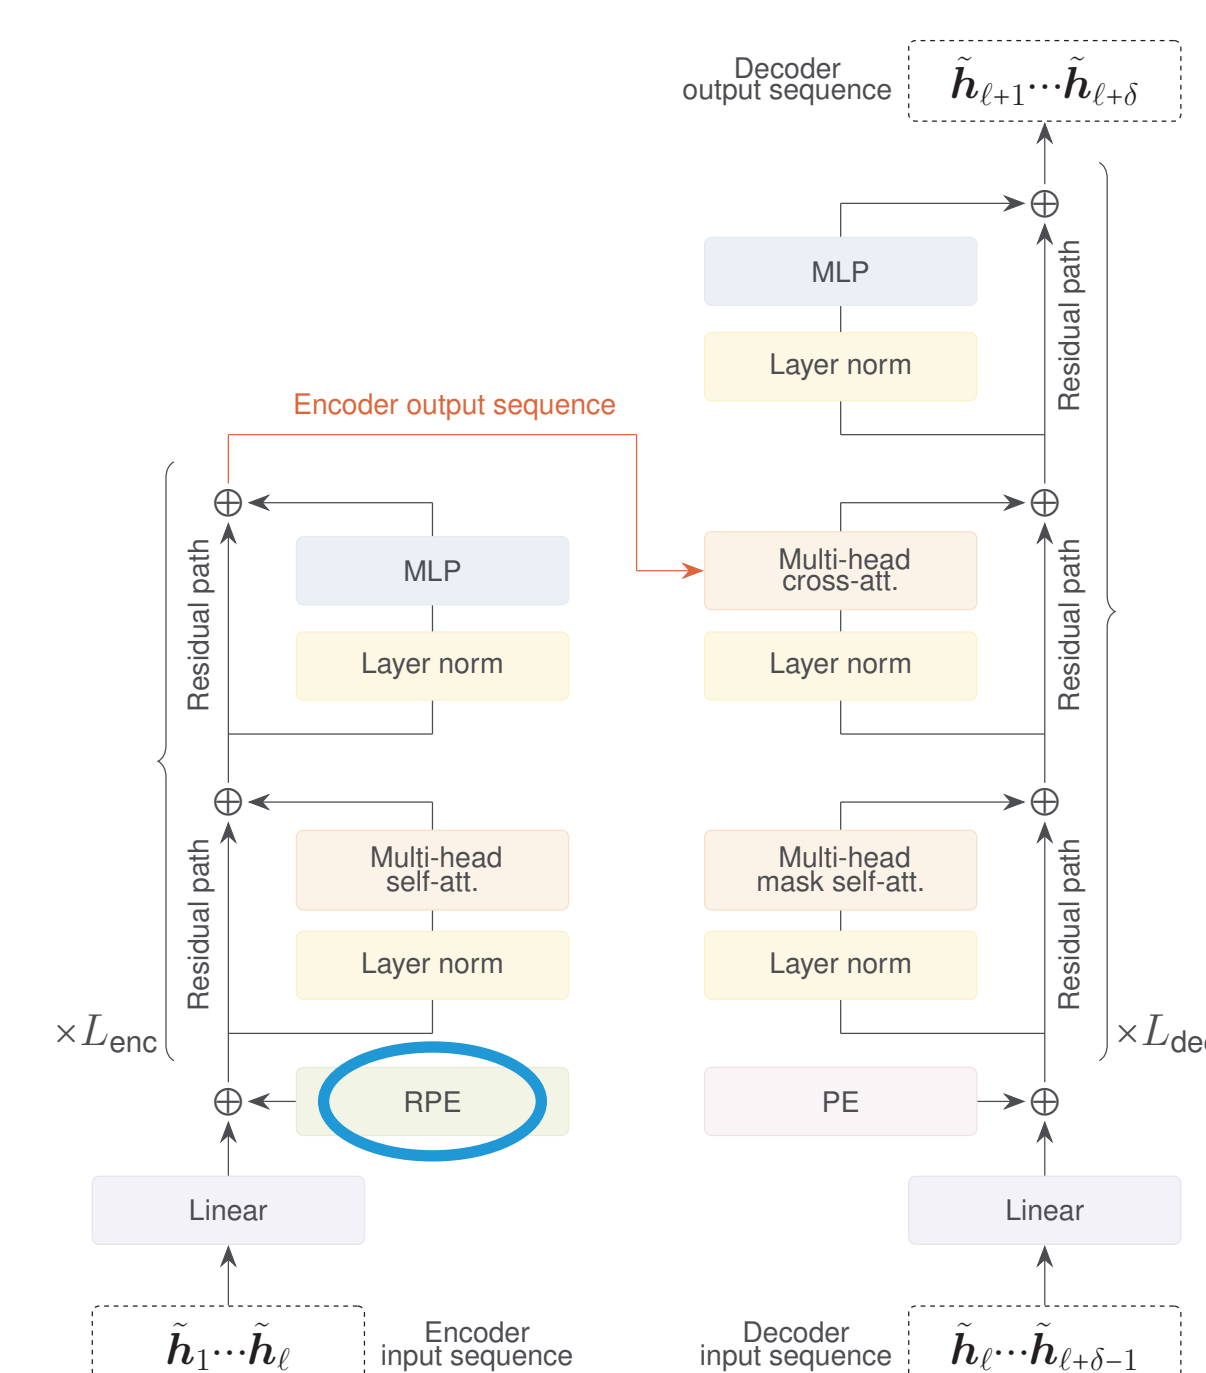 Decoder
output sequence
h̃ℓ+1⋯h̃ℓ+δ
MLP
Residual path
Layer norm
Encoder output sequence
MLP
Residual path
Layer norm
Multi-head
cross-att.
Residual path
Layer norm
Multi-head
self-att.
Residual path
Layer norm
Multi-head
mask self-att.
Residual path
Layer norm
×Lenc
×Lde
RPE
PE
Linear
Linear
h̃1⋯h̃ℓ
Encoder
input sequence
Decoder
input sequence
h̃ℓ⋯h̃ℓ+δ−1